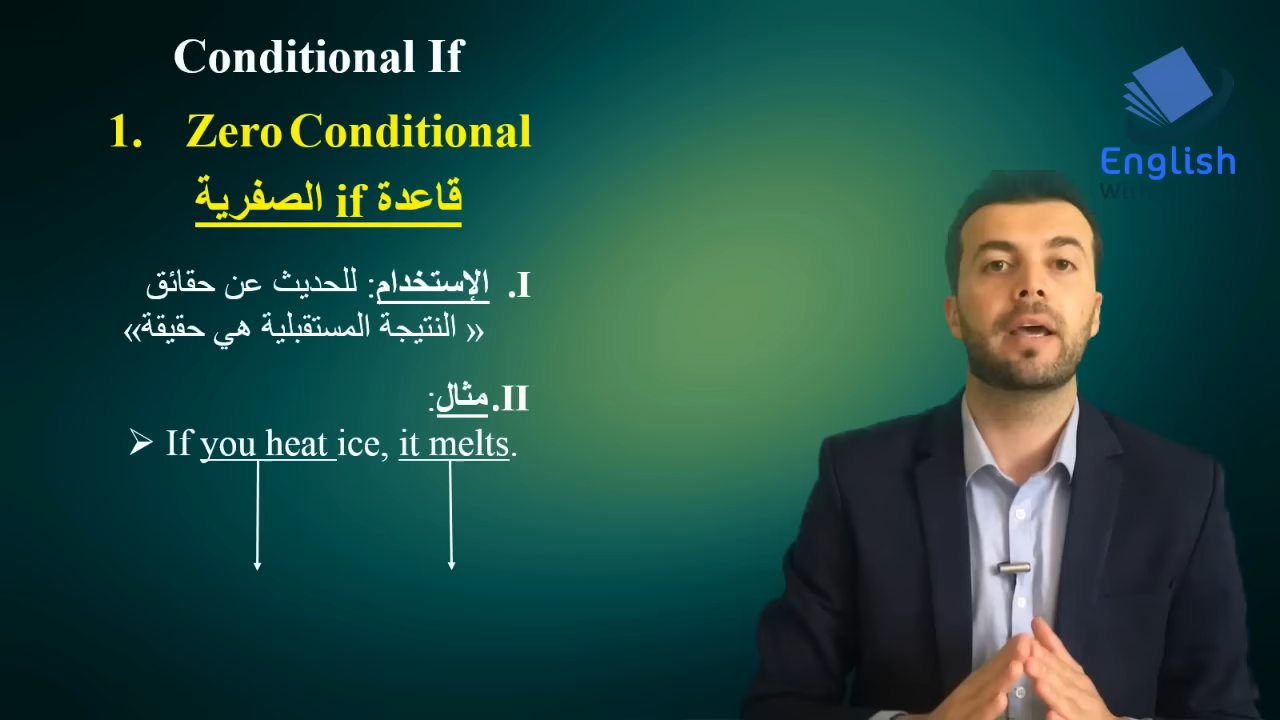 Conditional If
1. Zero Conditional
قاعدة if الصفرية
I. الإستخدام: للحديث عن حقائق
« النتيجة المستقبلية هي حقيقة»
II. مثال:
➢ If you heat ice, it melts.
English